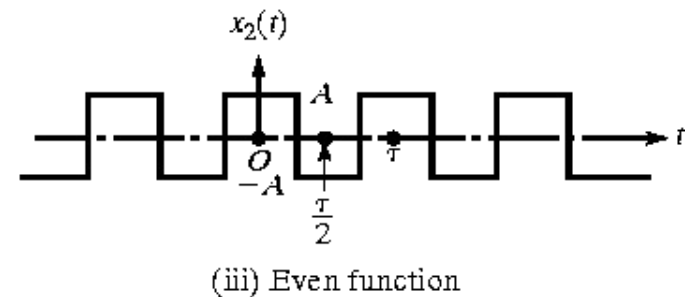 x₂(t)
A
t
O
τ
−A
τ/2
(iii) Even function